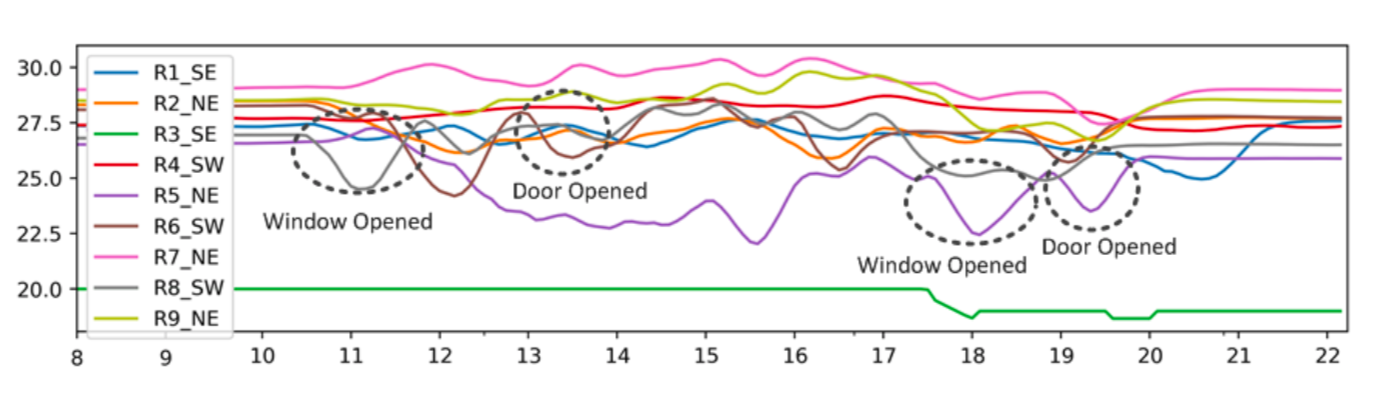 30.0
27.5
25.0
22.5
20.0
R1_SE
R2_NE
R3_SE
R4_SW
R5_NE
R6_SW
R7_NE
R8_SW
R9_NE
Window Opened
Door Opened
Window Opened
Door Opened
8 9 10 11 12 13 14 15 16 17 18 19 20 21 22